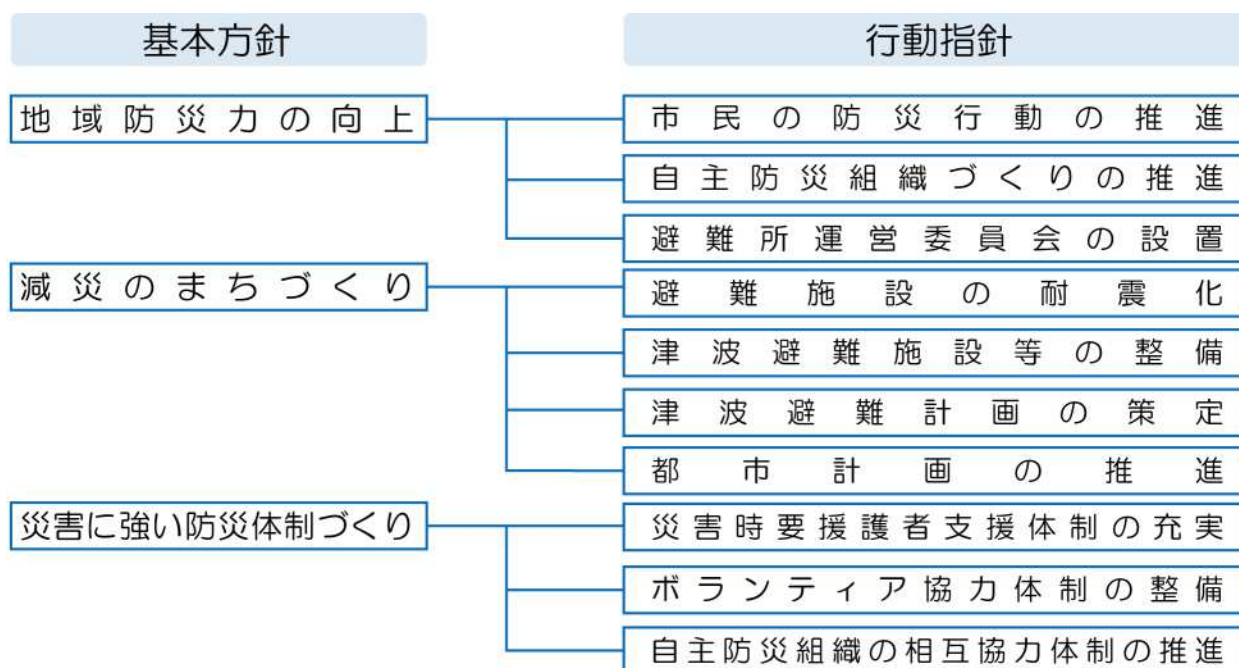 基本方針
行動指針
地域防災力の向上
市民の防災行動の推進
自主防災組織づくりの推進
避難所運営委員会の設置
減災のまちづくり
避難施設の耐震化
津波避難施設等の整備
津波避難計画の策定
都市計画の推進
災害に強い防災体制づくり
災害時要援護者支援体制の充実
ボランティア協力体制の整備
自主防災組織の相互協力体制の推進